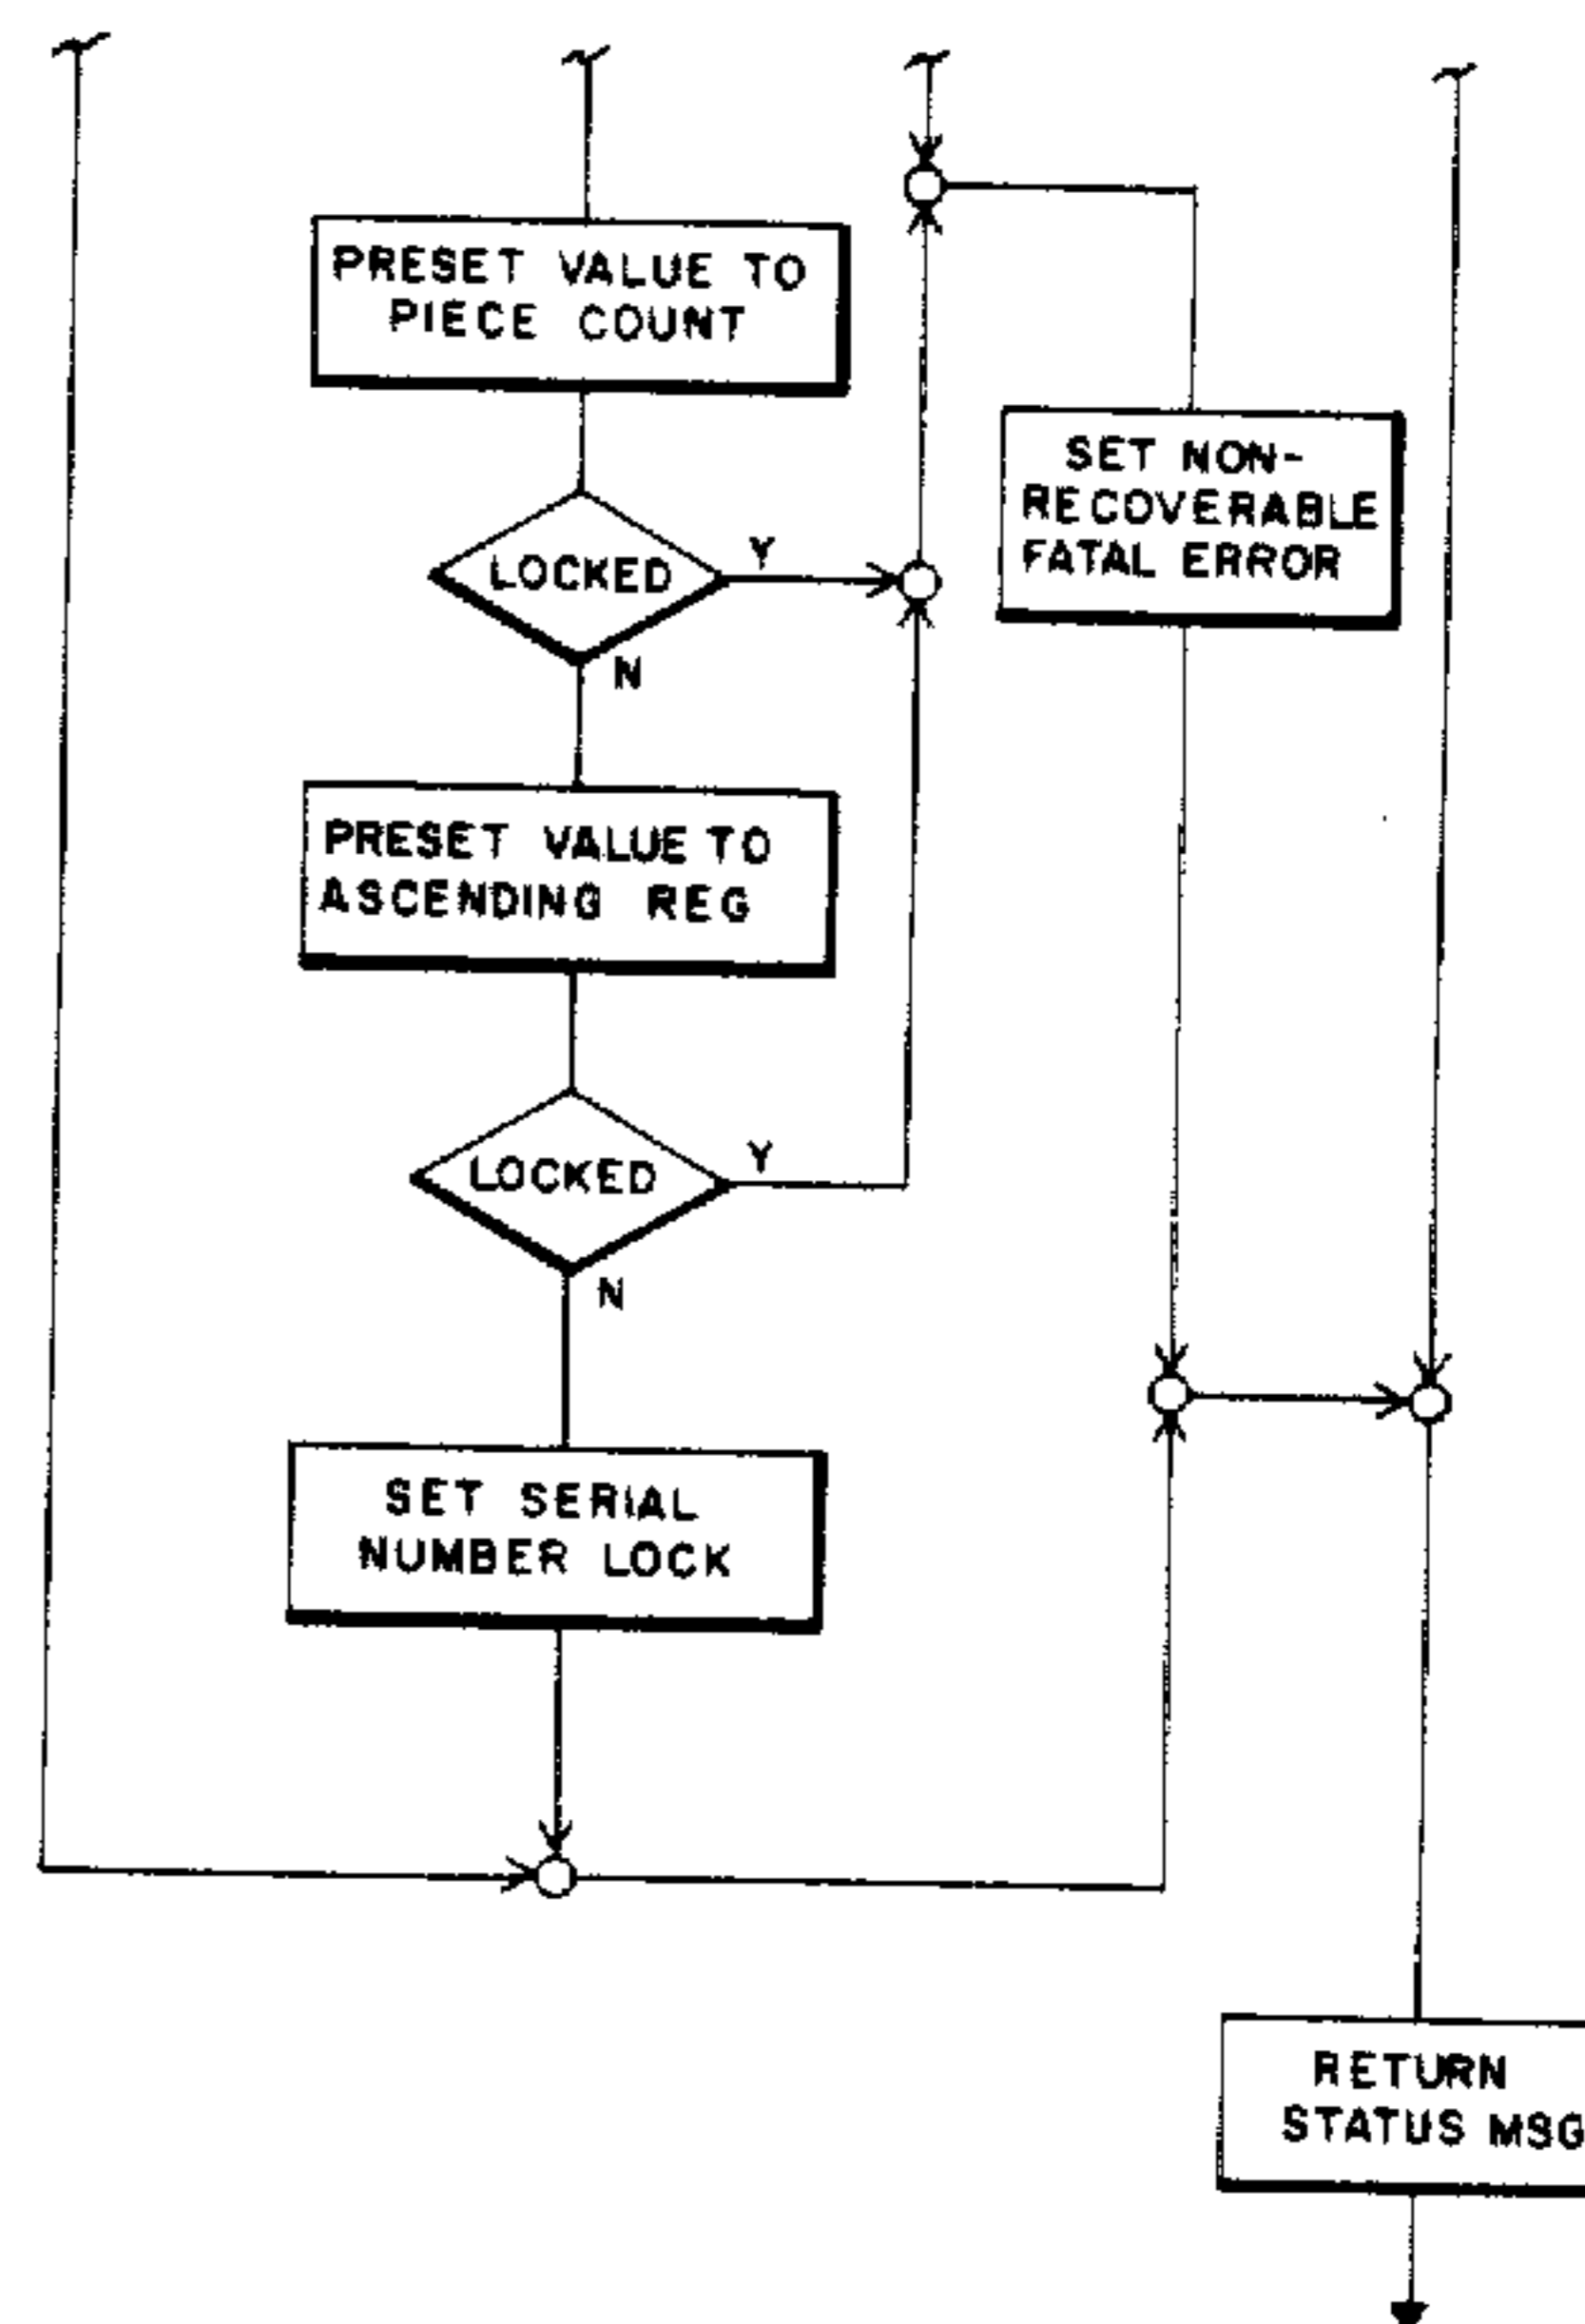 PRESET VALUE TO
PIECE COUNT
SET NON-
RECOVERABLE
FATAL ERROR
LOCKED
Y
N
PRESET VALUE TO
ASCENDING REG
LOCKED
Y
N
SET SERIAL
NUMBER LOCK
RETURN
STATUS MSG